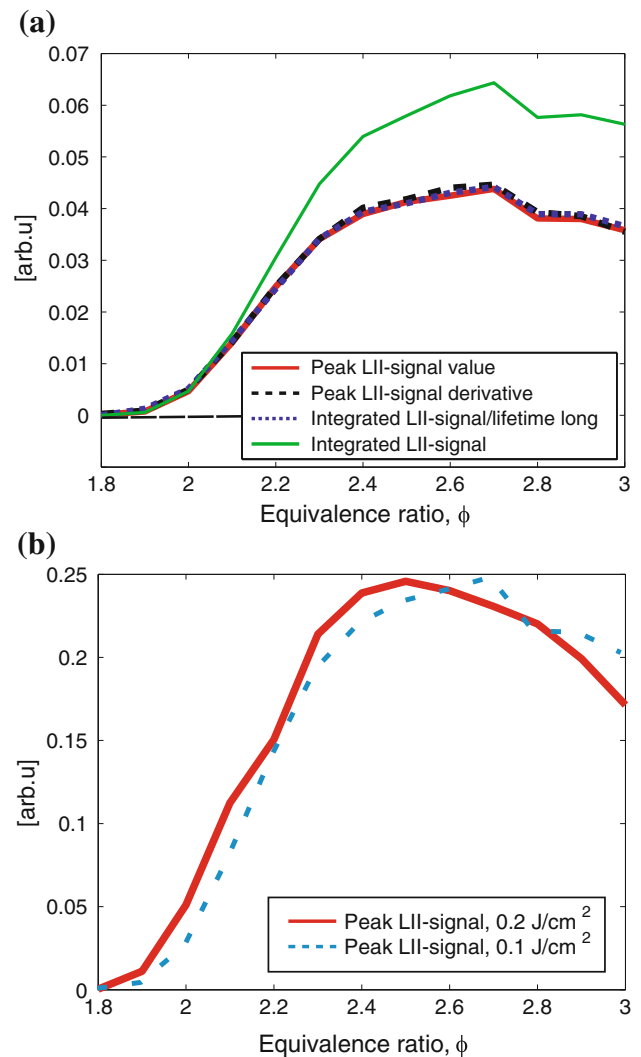 (a)
0.07
0.06
0.05
0.04
0.03
0.02
0.01
0
[arb.u]
Peak LII-signal value
Peak LII-signal derivative
Integrated LII-signal/lifetime long
Integrated LII-signal
1.8 2 2.2 2.4 2.6 2.8 3
Equivalence ratio, ϕ
(b)
0.25
0.2
0.15
0.1
0.05
0
[arb.u]
Peak LII-signal, 0.2 J/cm²
Peak LII-signal, 0.1 J/cm²
1.8 2 2.2 2.4 2.6 2.8 3
Equivalence ratio, ϕ